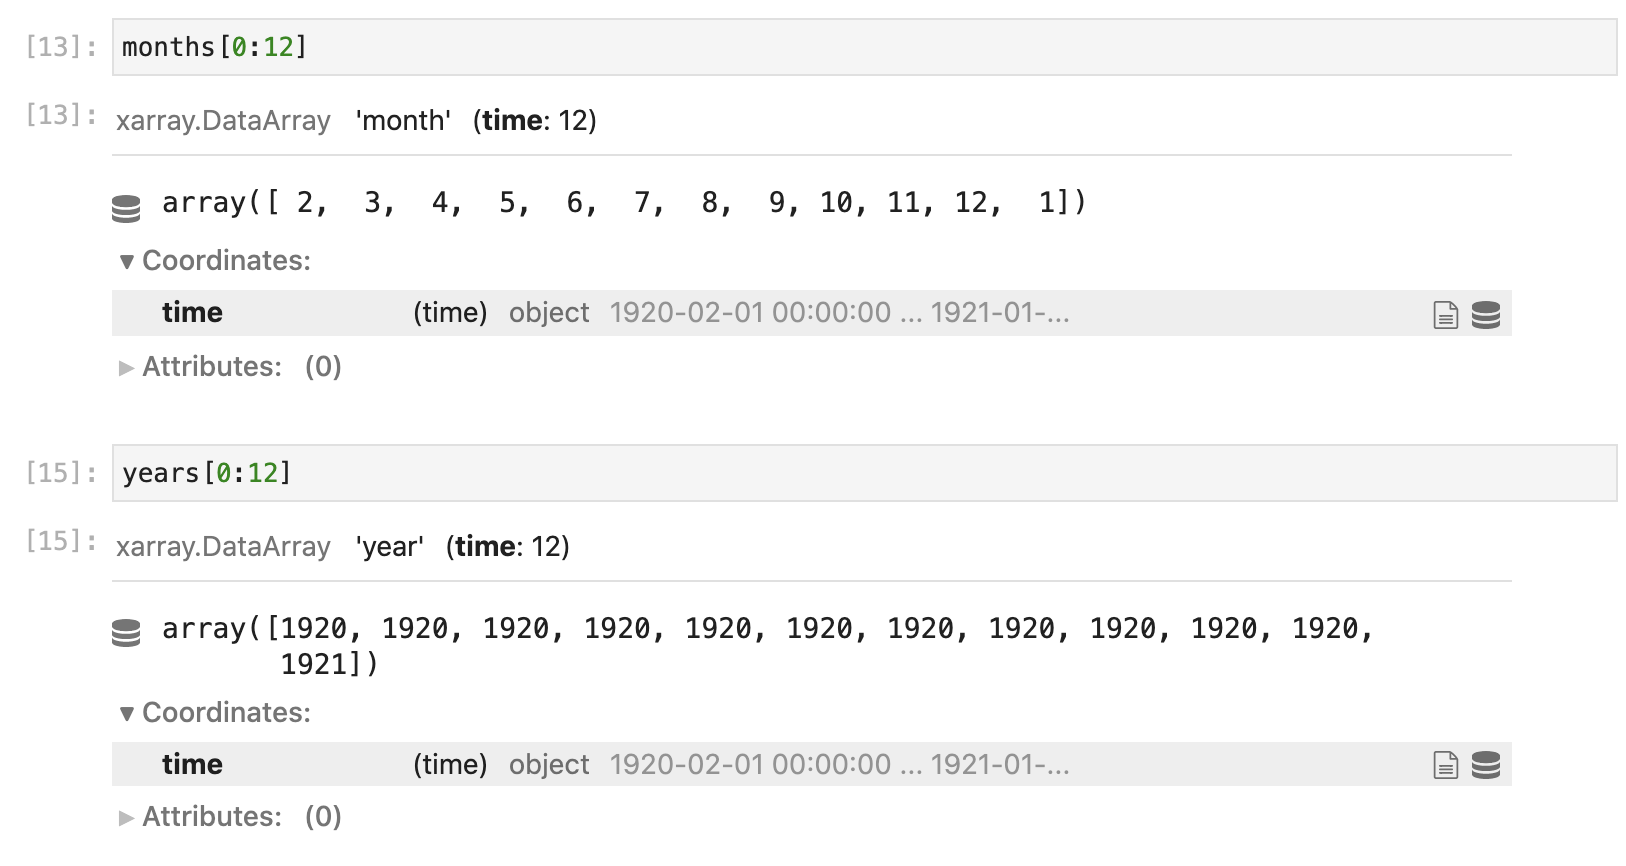 [13]: months[0:12]
[13]: xarray.DataArray 'month' (time: 12)
array([ 2,  3,  4,  5,  6,  7,  8,  9, 10, 11, 12,  1])
▼ Coordinates:
time (time) object 1920-02-01 00:00:00 ... 1921-01-...
► Attributes: (0)
[15]: years[0:12]
[15]: xarray.DataArray 'year' (time: 12)
array([1920, 1920, 1920, 1920, 1920, 1920, 1920, 1920, 1920, 1920, 1920,
1921])
▼ Coordinates:
time (time) object 1920-02-01 00:00:00 ... 1921-01-...
► Attributes: (0)